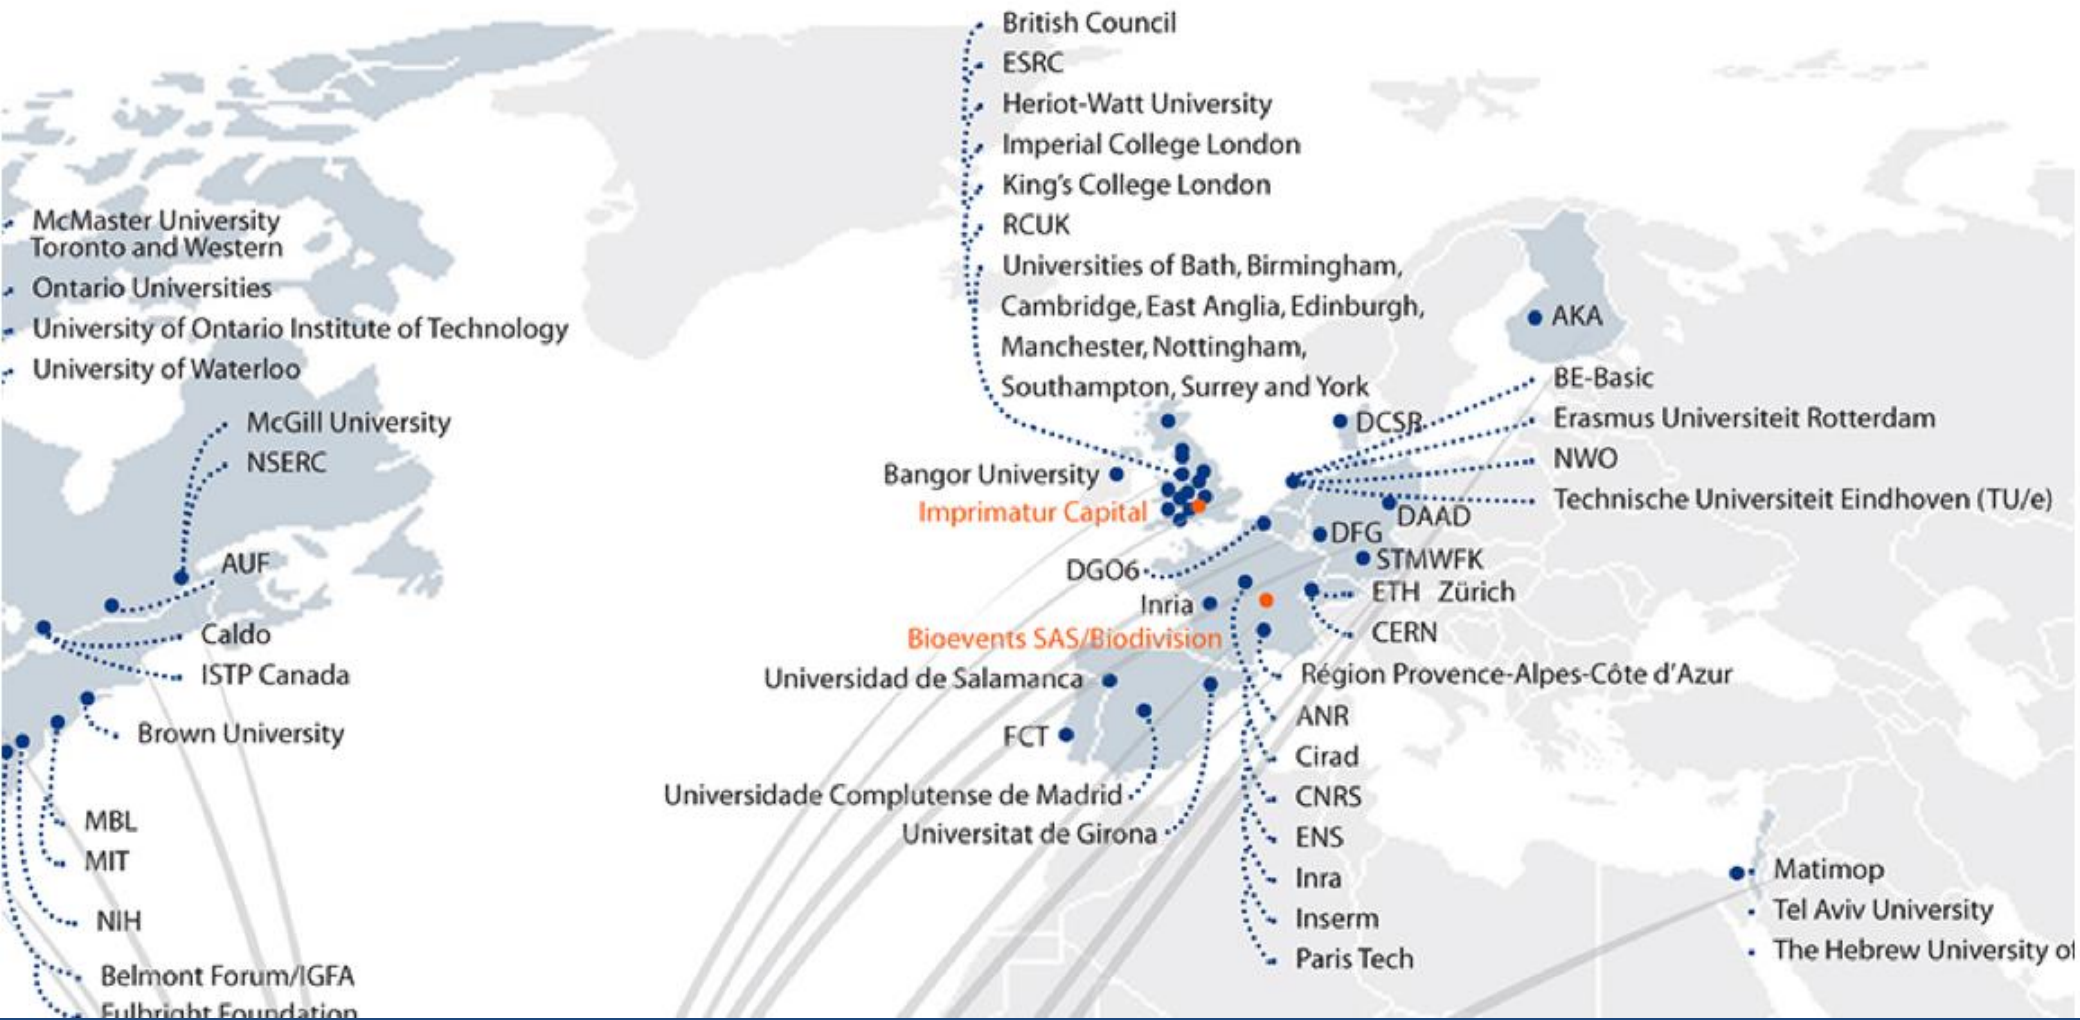 British Council
ESRC
Heriot-Watt University
Imperial College London
King's College London
RCUK
Universities of Bath, Birmingham,
Cambridge, East Anglia, Edinburgh,
Manchester, Nottingham,
Southampton, Surrey and York
McMaster University
Toronto and Western
Ontario Universities
University of Ontario Institute of Technology
University of Waterloo
McGill University
NSERC
AUF
Caldo
ISTP Canada
Brown University
MBL
MIT
NIH
Belmont Forum/IGFA
Fulbright Foundation
Bangor University
Imprimatur Capital
DGO6
Inria
Bioevents SAS/Biodivision
Universidad de Salamanca
FCT
Universidade Complutense de Madrid
Universitat de Girona
AKA
DCSR
BE-Basic
Erasmus Universiteit Rotterdam
NWO
Technische Universiteit Eindhoven (TU/e)
DAAD
DFG
STMWFK
ETH Zürich
CERN
Région Provence-Alpes-Côte d'Azur
ANR
Cirad
CNRS
ENS
Inra
Inserm
Paris Tech
Matimop
Tel Aviv University
The Hebrew University of